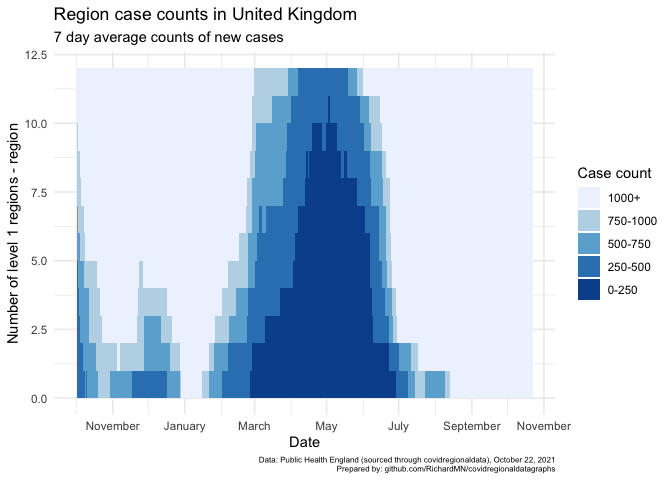 Region case counts in United Kingdom
7 day average counts of new cases
12.5
10.0
7.5
5.0
2.5
0.0
Number of level 1 regions - region
November
January
March
May
July
September
November
Date
Case count
1000+
750-1000
500-750
250-500
0-250
Data: Public Health England (sourced through covidregionaldata), October 22, 2021
Prepared by: github.com/RichardMN/covidregionaldatagraphs